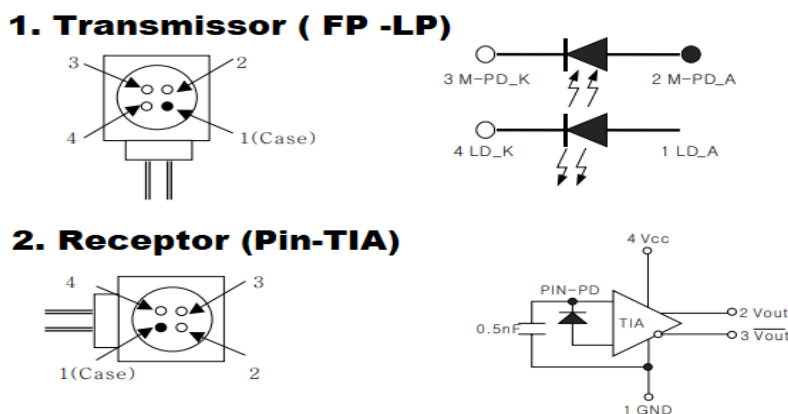 1. Transmissor ( FP -LP)
3 2
4 1(Case)
3 M-PD_K 2 M-PD_A
4 LD_K 1 LD_A
2. Receptor (Pin-TIA)
4 3
1(Case) 2
4 Vcc
PIN-PD
0.5nF TIA
2 Vout
3 V̅o̅u̅t̅
1 GND